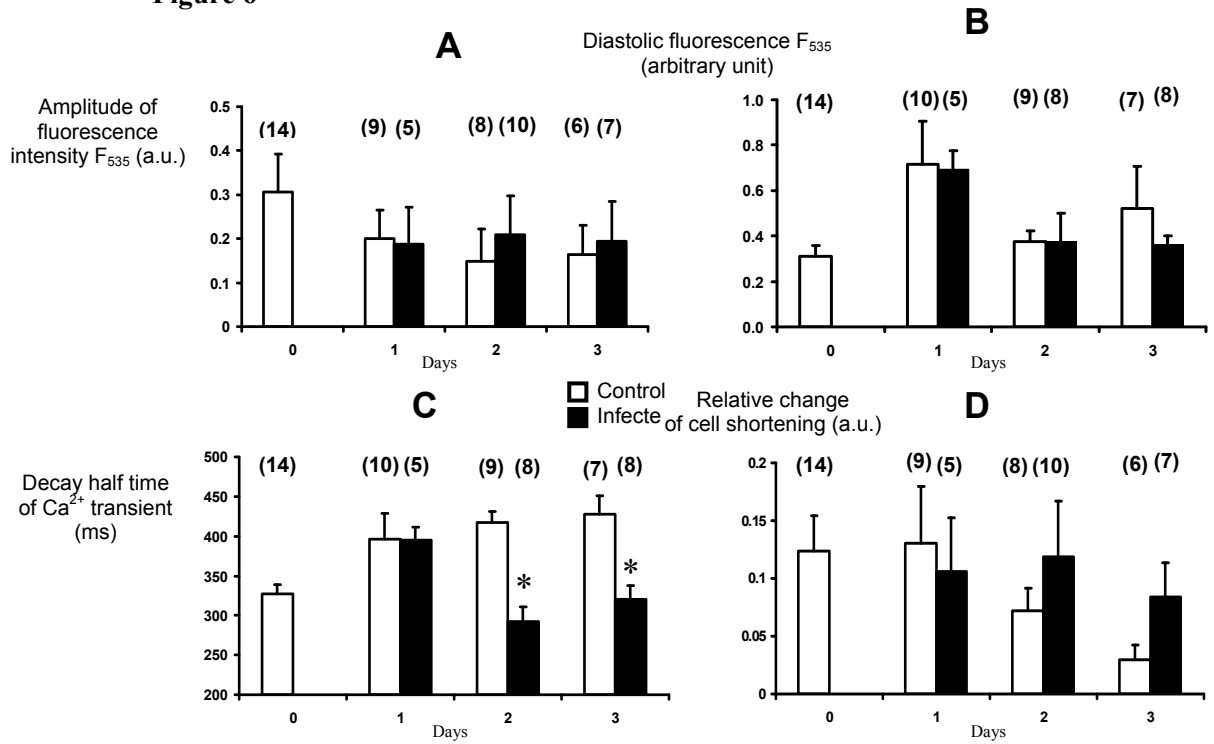 Figure 6
A
Amplitude of
fluorescence
intensity F535 (a.u.)
0.5
0.4
0.3
0.2
0.1
0
(14)
(9) (5)
(8) (10)
(6) (7)
0 1 2 3
Days
B
Diastolic fluorescence F535
(arbitrary unit)
1.0
0.8
0.6
0.4
0.2
0.0
(14)
(10) (5)
(9) (8)
(7) (8)
0 1 2 3
Days
Control
Infecte
C
Decay half time
of Ca2+ transient
(ms)
500
450
400
350
300
250
200
(14)
(10) (5)
(9) (8)
(7) (8)
*
*
0 1 2 3
Days
D
Relative change
of cell shortening (a.u.)
0.2
0.15
0.1
0.05
0
(14)
(9) (5)
(8) (10)
(6) (7)
0 1 2 3
Days